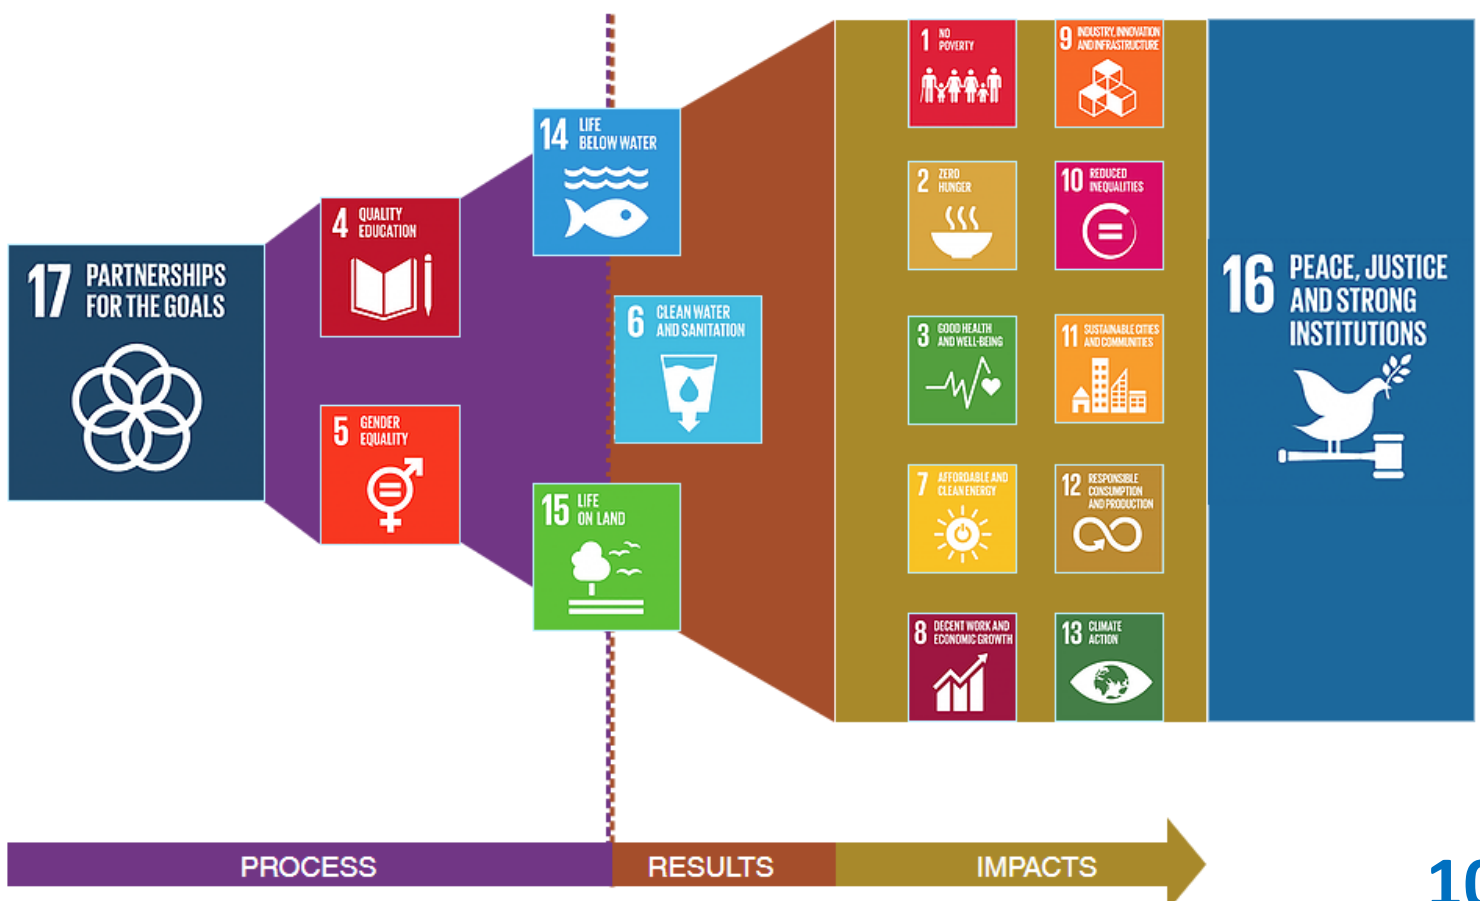 17 PARTNERSHIPS
FOR THE GOALS
4 QUALITY
EDUCATION
5 GENDER
EQUALITY
14 LIFE
BELOW WATER
6 CLEAN WATER
AND SANITATION
15 LIFE
ON LAND
1 NO
POVERTY
2 ZERO
HUNGER
3 GOOD HEALTH
AND WELL-BEING
7 AFFORDABLE AND
CLEAN ENERGY
8 DECENT WORK AND
ECONOMIC GROWTH
9 INDUSTRY, INNOVATION
AND INFRASTRUCTURE
10 REDUCED
INEQUALITIES
11 SUSTAINABLE CITIES
AND COMMUNITIES
12 RESPONSIBLE
CONSUMPTION
AND PRODUCTION
13 CLIMATE
ACTION
16 PEACE, JUSTICE
AND STRONG
INSTITUTIONS
PROCESS
RESULTS
IMPACTS
10